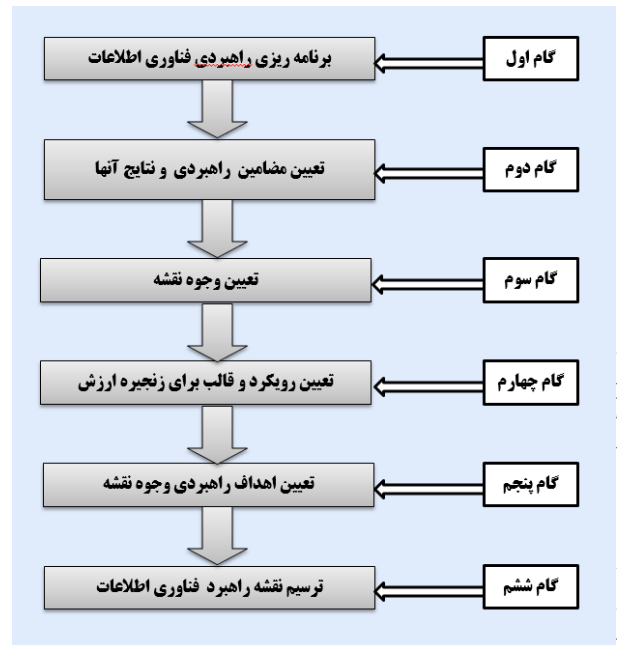 گام اول
برنامه ریزی راهبردی فناوری اطلاعات
گام دوم
تعیین مضامین راهبردی و نتایج آنها
گام سوم
تعیین وجوه نقشه
گام چهارم
تعیین رویکرد و قالب برای زنجیره ارزش
گام پنجم
تعیین اهداف راهبردی وجوه نقشه
گام ششم
ترسیم نقشه راهبرد فناوری اطلاعات